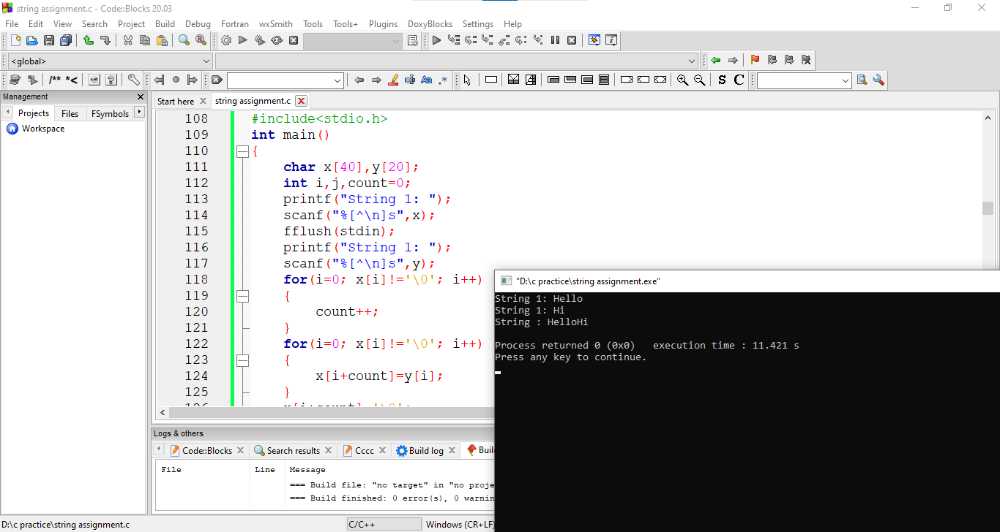 string assignment.c - Code::Blocks 20.03
File Edit View Search Project Build Debug Fortran wxSmith Tools Tools+ Plugins DoxyBlocks Settings Help
<global>
/** *<
Aa .*
S C
Management
Projects Files FSymbols
Workspace
Start here string assignment.c
108 #include<stdio.h>
109 int main()
110 {
111 char x[40],y[20];
112 int i,j,count=0;
113 printf("String 1: ");
114 scanf("%[^\n]s",x);
115 fflush(stdin);
116 printf("String 1: ");
117 scanf("%[^\n]s",y);
118 for(i=0; x[i]!='\0'; i++)
119 {
120 count++;
121 }
122 for(i=0; x[i]!='\0'; i++)
123 {
124 x[i+count]=y[i];
125 }
"D:\c practice\string assignment.exe"
String 1: Hello
String 1: Hi
String : HelloHi
Process returned 0 (0x0) execution time : 11.421 s
Press any key to continue.
Logs & others
Code::Blocks Search results Cccc Build log Buil
File Line Message
=== Build file: "no target" in "no proje
=== Build finished: 0 error(s), 0 warnin
D:\c practice\string assignment.c C/C++ Windows (CR+LF)